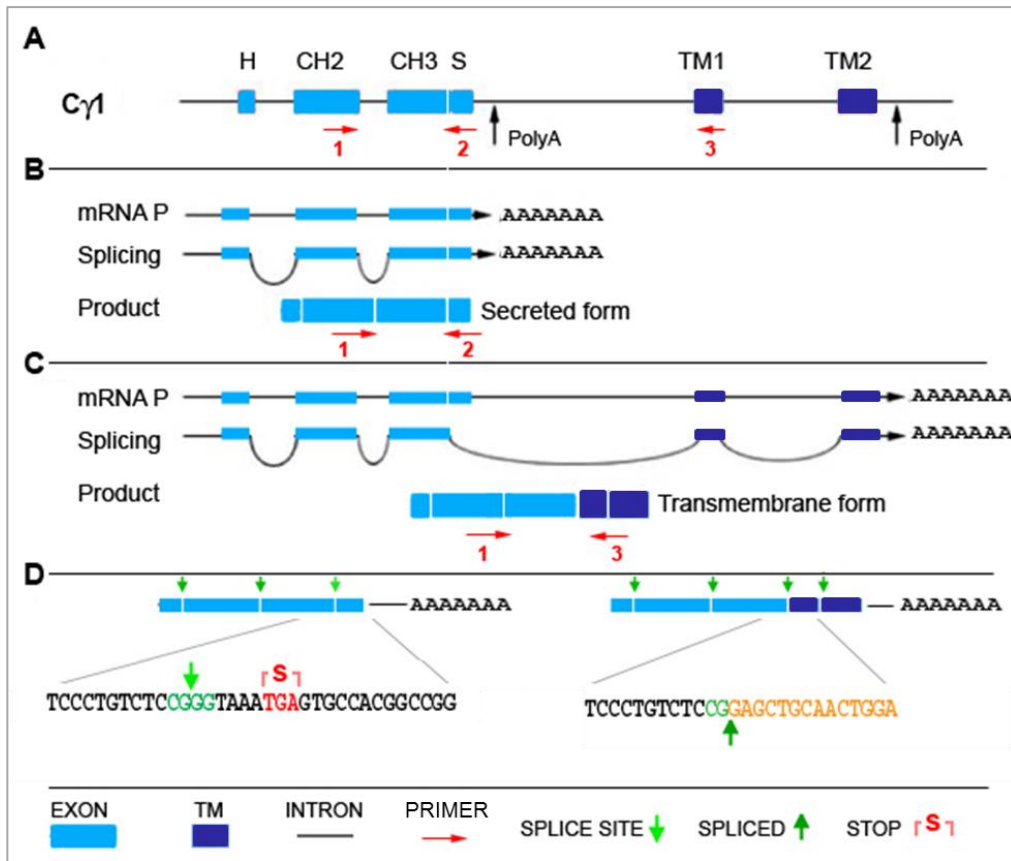 A
H CH2 CH3 S TM1 TM2
Cγ1
1 2 PolyA 3 PolyA
B
mRNA P AAAAAAA
Splicing AAAAAAA
Product Secreted form
1 2
C
mRNA P AAAAAAA
Splicing AAAAAAA
Product Transmembrane form
1 3
D
AAAAAAA AAAAAAA
S
TCCCTGTCTCCGGGTAAATGAGTGCCACGGCCGG TCCCTGTCTCCGGAGCTGCAACTGGA
EXON TM INTRON PRIMER SPLICE SITE SPLICED STOP S